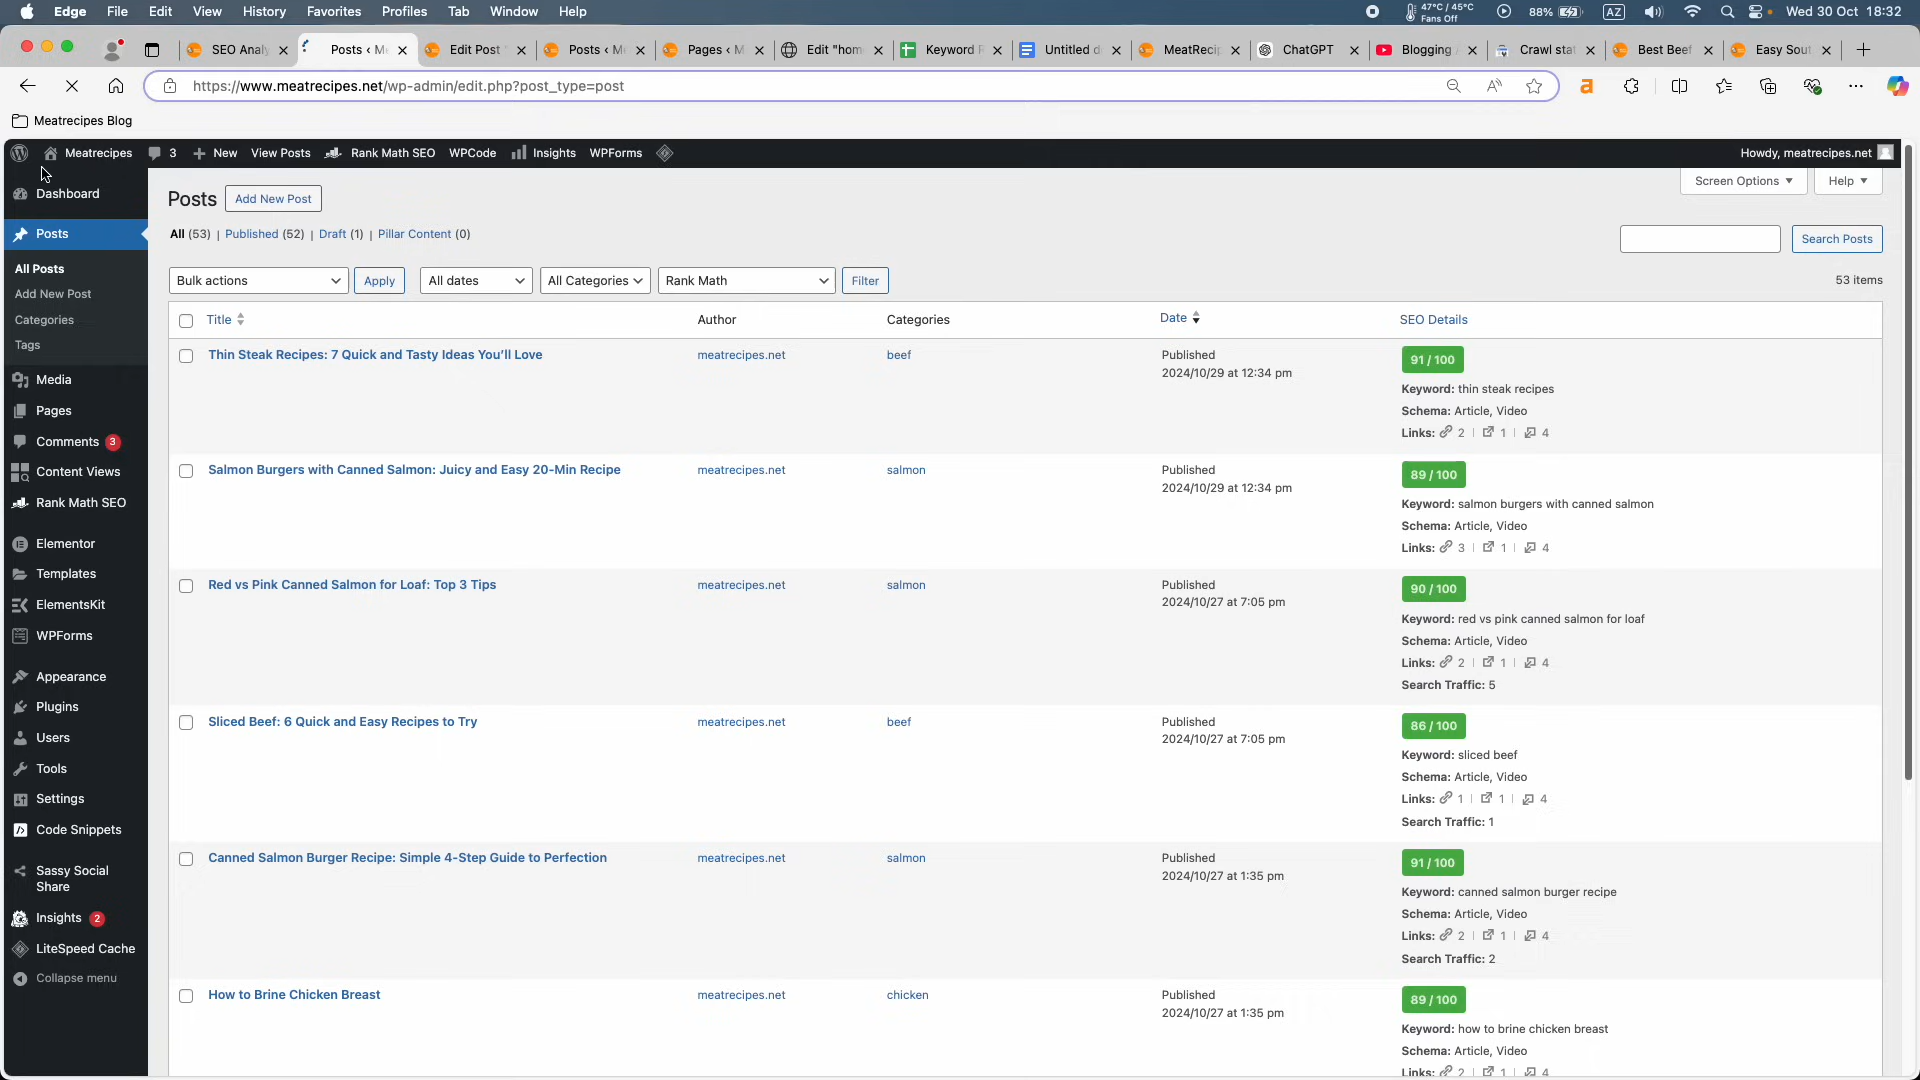 Edge File Edit View History Favorites Profiles Tab Window Help
47°C / 45°C
Fans Off
88% AZ Wed 30 Oct 18:32
SEO Analy Posts < M Edit Post Posts < M Pages < M Edit "hom Keyword R Untitled d MeatRecip ChatGPT Blogging Crawl stat Best Beef Easy Sou
https://www.meatrecipes.net/wp-admin/edit.php?post_type=post
Meatrecipes Blog
Meatrecipes 3 New View Posts Rank Math SEO WPCode Insights WPForms Howdy, meatrecipes.net
Dashboard
Posts
All Posts
Add New Post
Categories
Tags
Media
Pages
Comments 3
Content Views
Rank Math SEO
Elementor
Templates
ElementsKit
WPForms
Appearance
Plugins
Users
Tools
Settings
Code Snippets
Sassy Social
Share
Insights 2
LiteSpeed Cache
Collapse menu
Screen Options Help
Posts Add New Post
All (53) | Published (52) | Draft (1) | Pillar Content (0)
Search Posts
Bulk actions Apply All dates All Categories Rank Math Filter 53 items
Title Author Categories Date SEO Details
Thin Steak Recipes: 7 Quick and Tasty Ideas You'll Love meatrecipes.net beef Published
2024/10/29 at 12:34 pm
91 / 100
Keyword: thin steak recipes
Schema: Article, Video
Links: 2 | 1 | 4
Salmon Burgers with Canned Salmon: Juicy and Easy 20-Min Recipe meatrecipes.net salmon Published
2024/10/29 at 12:34 pm
89 / 100
Keyword: salmon burgers with canned salmon
Schema: Article, Video
Links: 3 | 1 | 4
Red vs Pink Canned Salmon for Loaf: Top 3 Tips meatrecipes.net salmon Published
2024/10/27 at 7:05 pm
90 / 100
Keyword: red vs pink canned salmon for loaf
Schema: Article, Video
Links: 2 | 1 | 4
Search Traffic: 5
Sliced Beef: 6 Quick and Easy Recipes to Try meatrecipes.net beef Published
2024/10/27 at 7:05 pm
86 / 100
Keyword: sliced beef
Schema: Article, Video
Links: 1 | 1 | 4
Search Traffic: 1
Canned Salmon Burger Recipe: Simple 4-Step Guide to Perfection meatrecipes.net salmon Published
2024/10/27 at 1:35 pm
91 / 100
Keyword: canned salmon burger recipe
Schema: Article, Video
Links: 2 | 1 | 4
Search Traffic: 2
How to Brine Chicken Breast meatrecipes.net chicken Published
2024/10/27 at 1:35 pm
89 / 100
Keyword: how to brine chicken breast
Schema: Article, Video
Links: 2 | 1 | 4